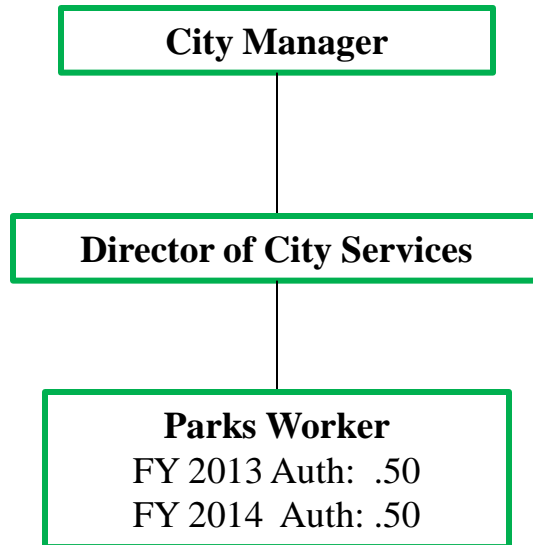 City Manager
Director of City Services
Parks Worker
FY 2013 Auth:  .50
FY 2014  Auth: .50